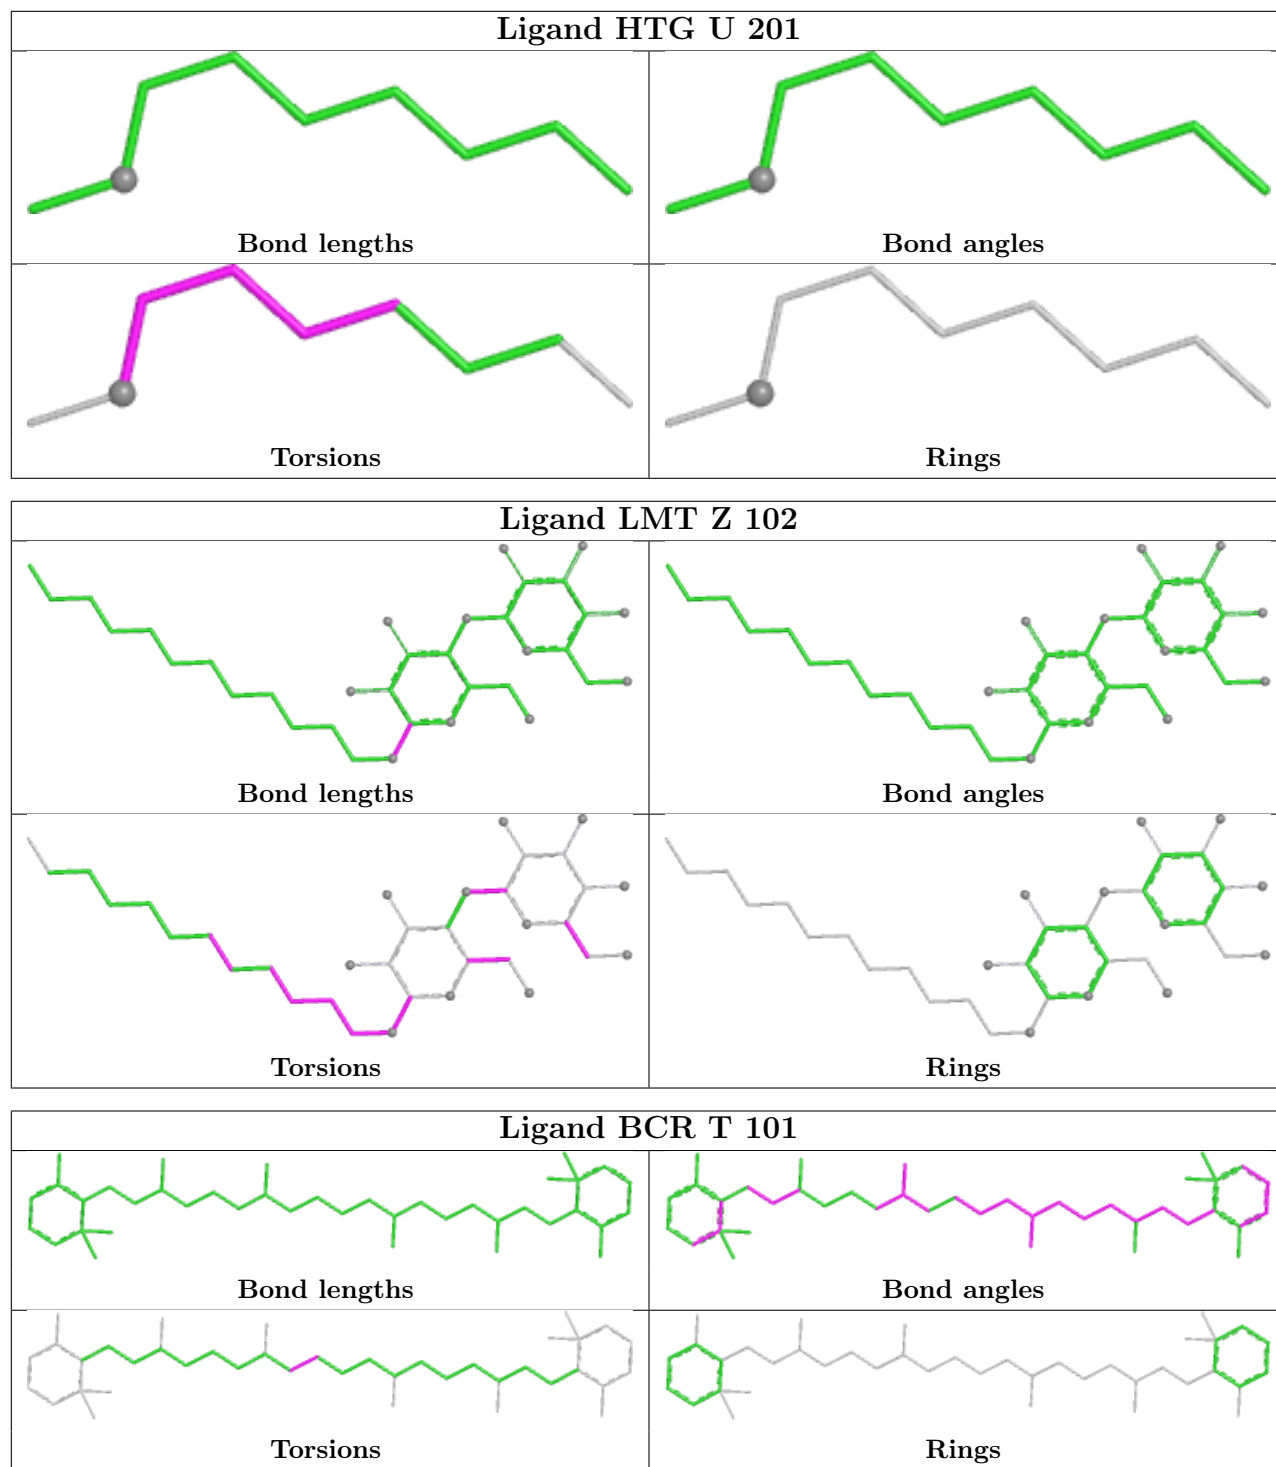 Ligand HTG U 201
Bond lengths
Bond angles
Torsions
Rings
Ligand LMT Z 102
Bond lengths
Bond angles
Torsions
Rings
Ligand BCR T 101
Bond lengths
Bond angles
Torsions
Rings